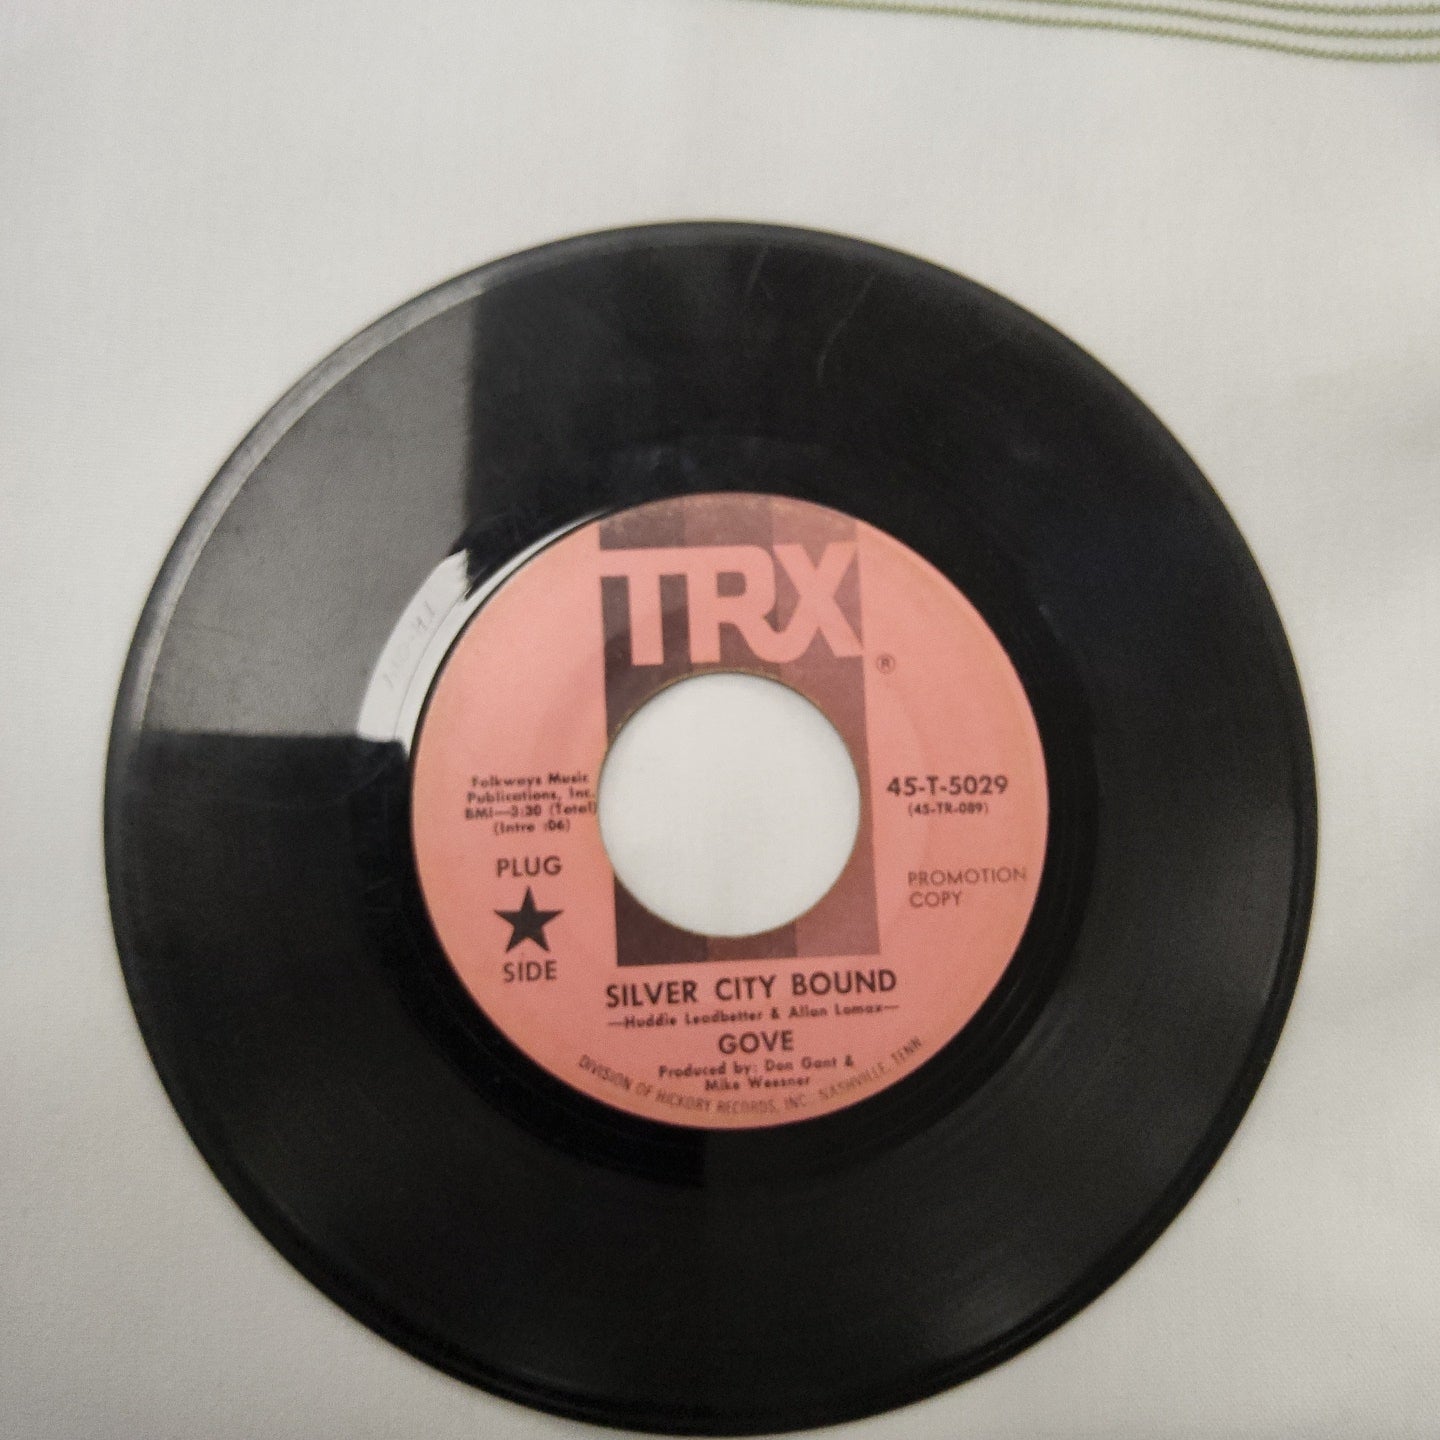 TRX
®
Folkways Music
Publications, Inc.
BMI—3:30 (Total)
(Intro :06)
45-T-5029
(45-TR-089)
PLUG
SIDE
PROMOTION
COPY
SILVER CITY BOUND
—Huddie Leadbetter & Allan Lomax—
GOVE
Produced by: Don Gant &
Mike Weesner
DIVISION OF HICKORY RECORDS, INC., NASHVILLE, TENN.